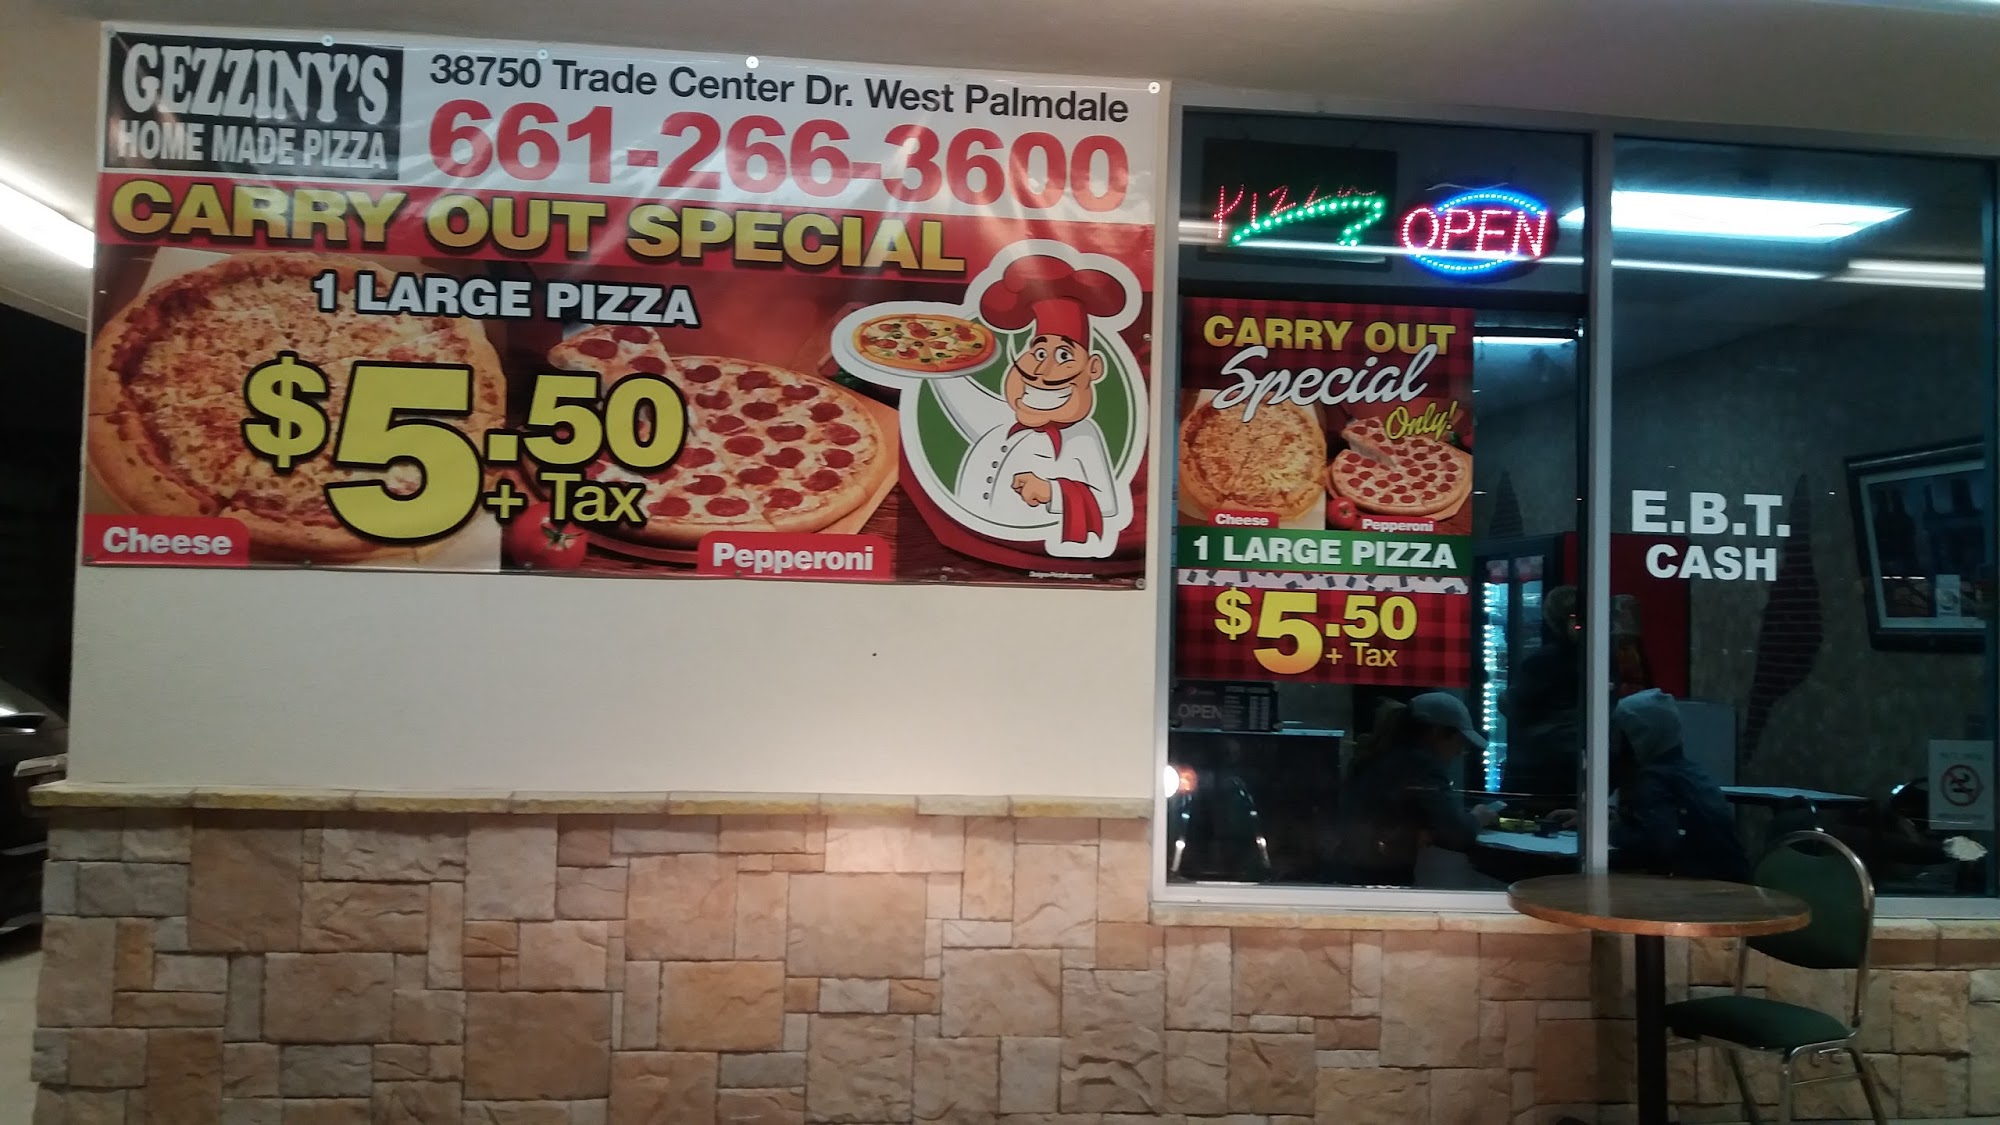 GEZZINY'S
HOME MADE PIZZA
38750 Trade Center Dr. West Palmdale
661-266-3600
CARRY OUT SPECIAL
1 LARGE PIZZA
$5.50
+ Tax
Cheese
Pepperoni
PIZZA
OPEN
CARRY OUT
Special
Only!
Cheese
Pepperoni
1 LARGE PIZZA
$5.50
+ Tax
OPEN
E.B.T.
CASH